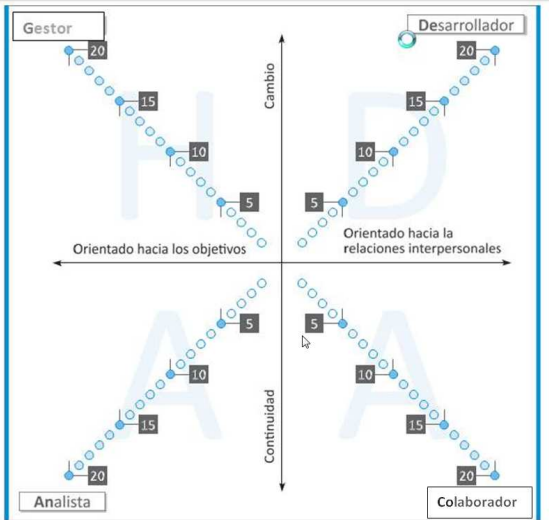 Gestor
Desarrollador
20
20
Cambio
15
15
H
D
10
10
5
5
Orientado hacia los objetivos
Orientado hacia la
relaciones interpersonales
5
5
A
A
10
10
Continuidad
15
15
20
20
Analista
Colaborador